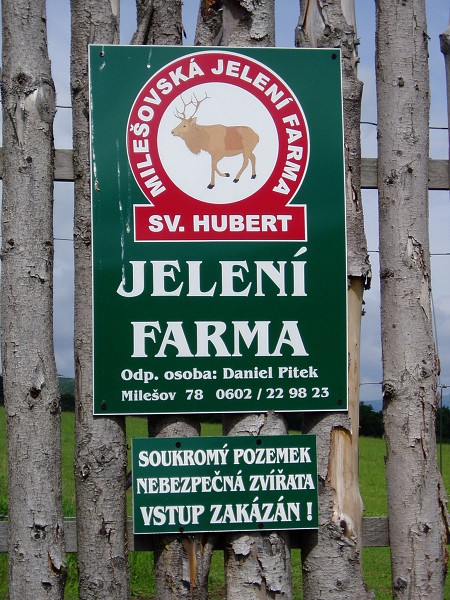 MILEŠOVSKÁ JELENÍ FARMA
SV. HUBERT
JELENÍ
FARMA
Odp. osoba: Daniel Pitek
Milešov 78 0602 / 22 98 23
SOUKROMÝ POZEMEK
NEBEZPEČNÁ ZVÍŘATA
VSTUP ZAKÁZÁN !